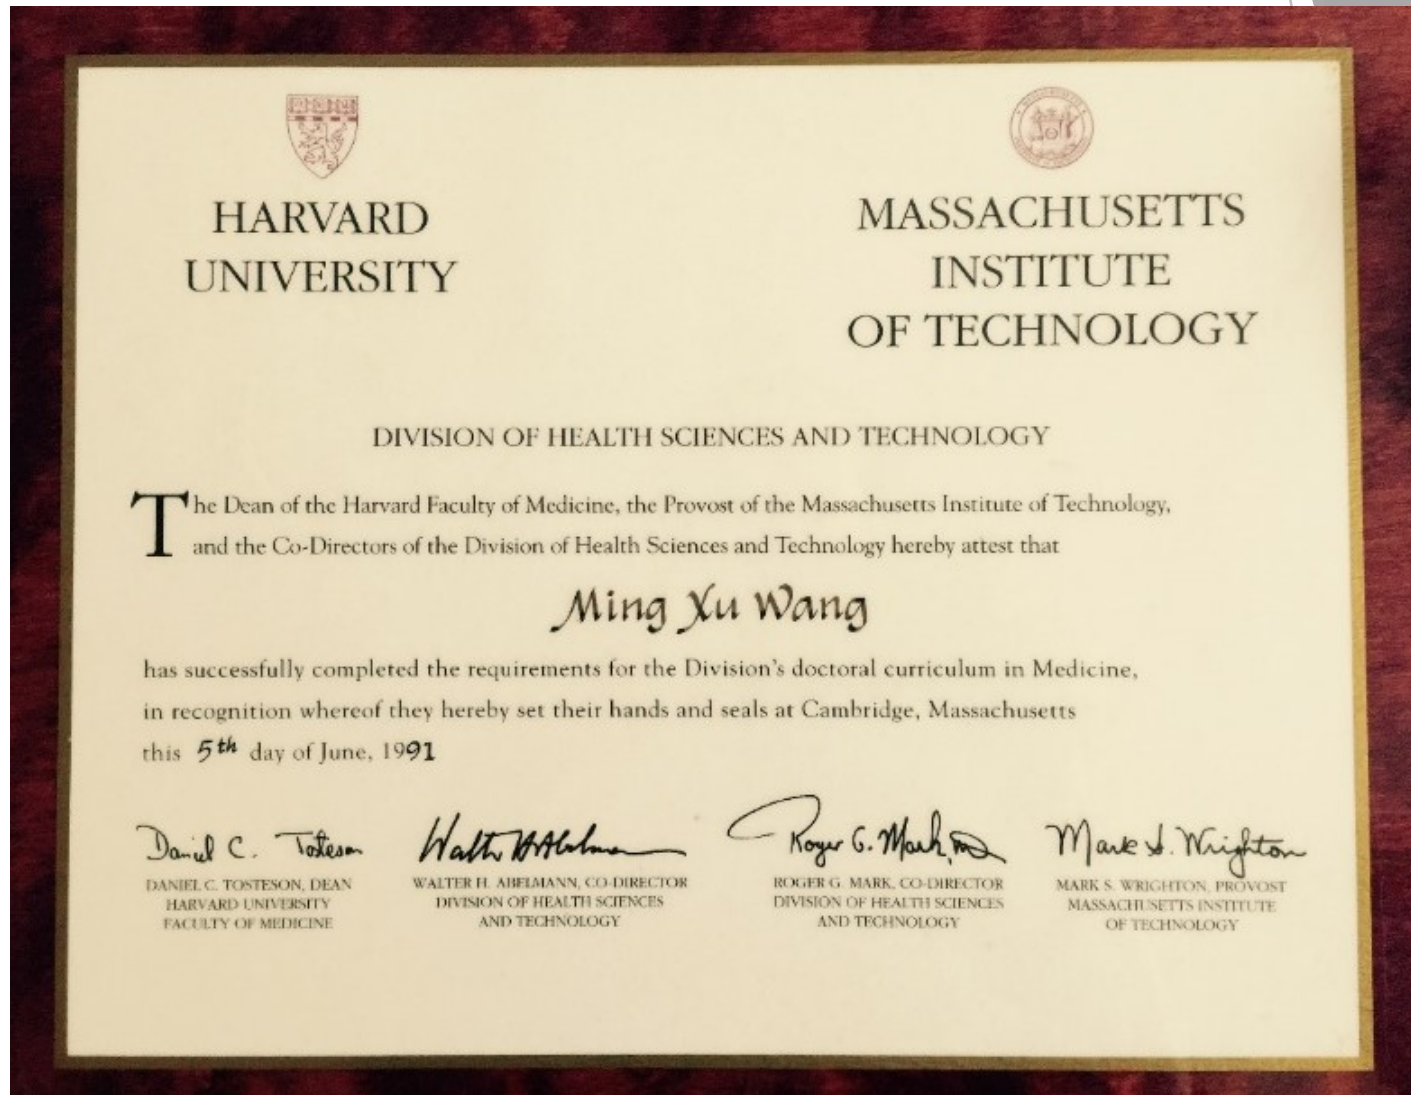 HARVARD
UNIVERSITY
MASSACHUSETTS
INSTITUTE
OF TECHNOLOGY
DIVISION OF HEALTH SCIENCES AND TECHNOLOGY
The Dean of the Harvard Faculty of Medicine, the Provost of the Massachusetts Institute of Technology,
and the Co-Directors of the Division of Health Sciences and Technology hereby attest that
Ming Xu Wang
has successfully completed the requirements for the Division's doctoral curriculum in Medicine,
in recognition whereof they hereby set their hands and seals at Cambridge, Massachusetts
this 5th day of June, 1991
Daniel C. Tosteson
DANIEL C. TOSTESON, DEAN
HARVARD UNIVERSITY
FACULTY OF MEDICINE
Walter H Abelmann
WALTER H. ABELMANN, CO-DIRECTOR
DIVISION OF HEALTH SCIENCES
AND TECHNOLOGY
Roger G. Mark, MD
ROGER G. MARK, CO-DIRECTOR
DIVISION OF HEALTH SCIENCES
AND TECHNOLOGY
Mark S. Wrighton
MARK S. WRIGHTON, PROVOST
MASSACHUSETTS INSTITUTE
OF TECHNOLOGY